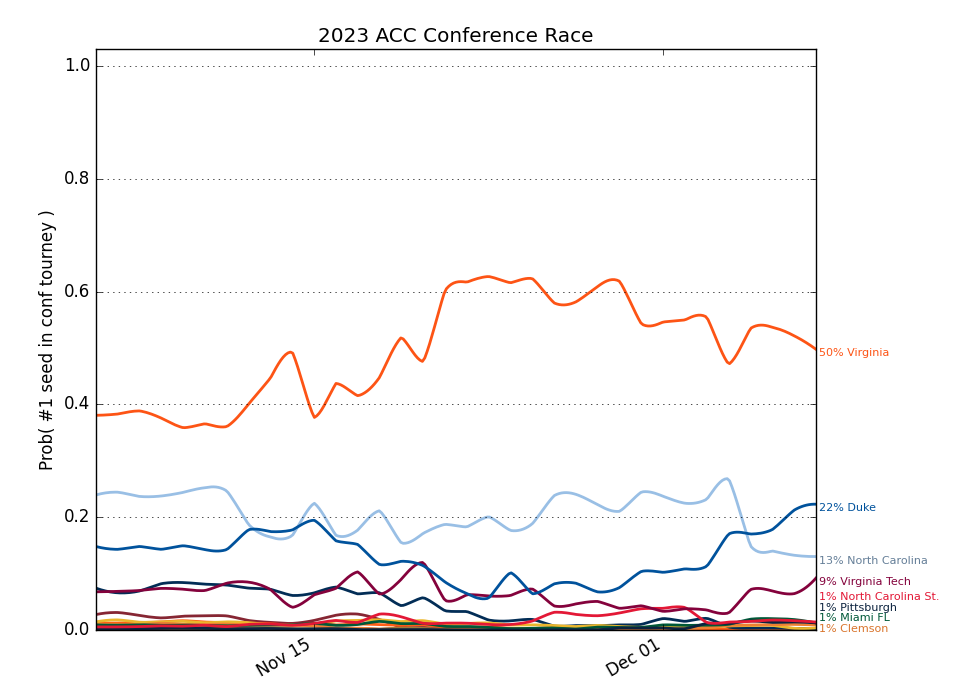 2023 ACC Conference Race
1.0
0.8
0.6
0.4
0.2
0.0
Prob( #1 seed in conf tourney )
Nov 15
Dec 01
50% Virginia
22% Duke
13% North Carolina
9% Virginia Tech
1% North Carolina St.
1% Pittsburgh
1% Miami FL
1% Clemson